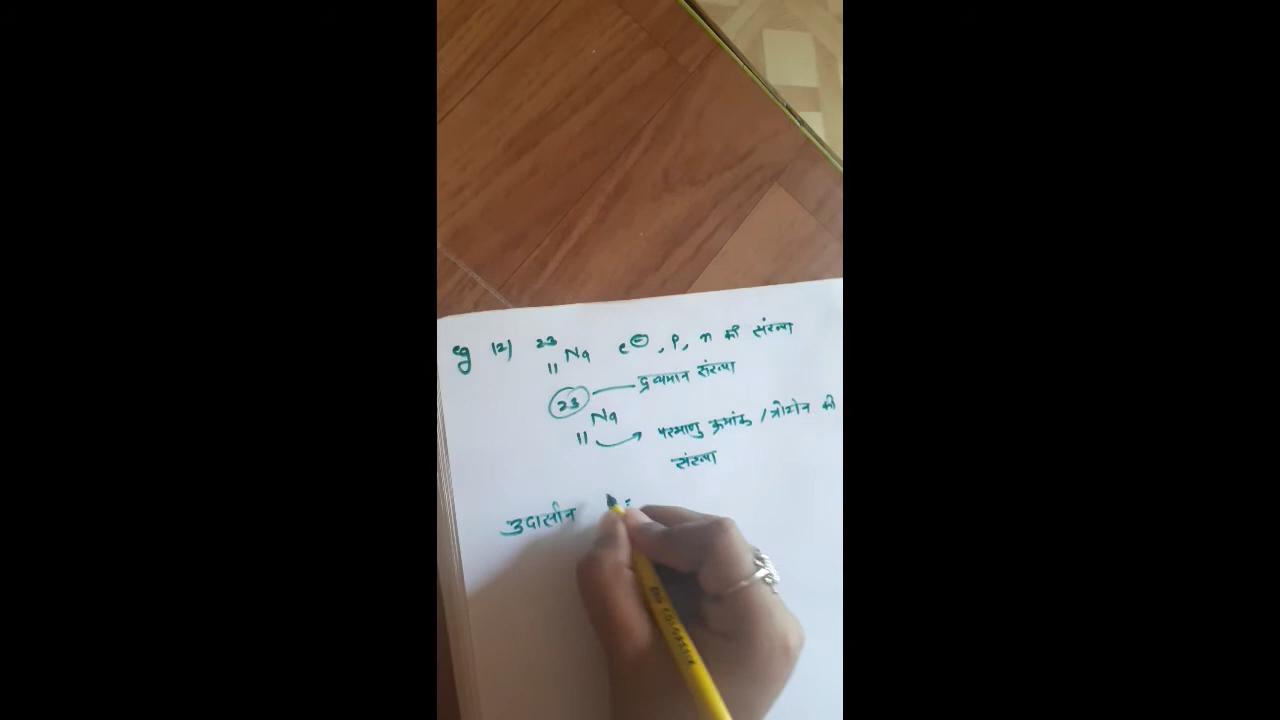 eg 12) ²³₁₁Na e⊖, p, n की संख्या
23 — द्रव्यमान संख्या
Na
11 → परमाणु क्रमांक / प्रोटोन की
संख्या
उदासीन